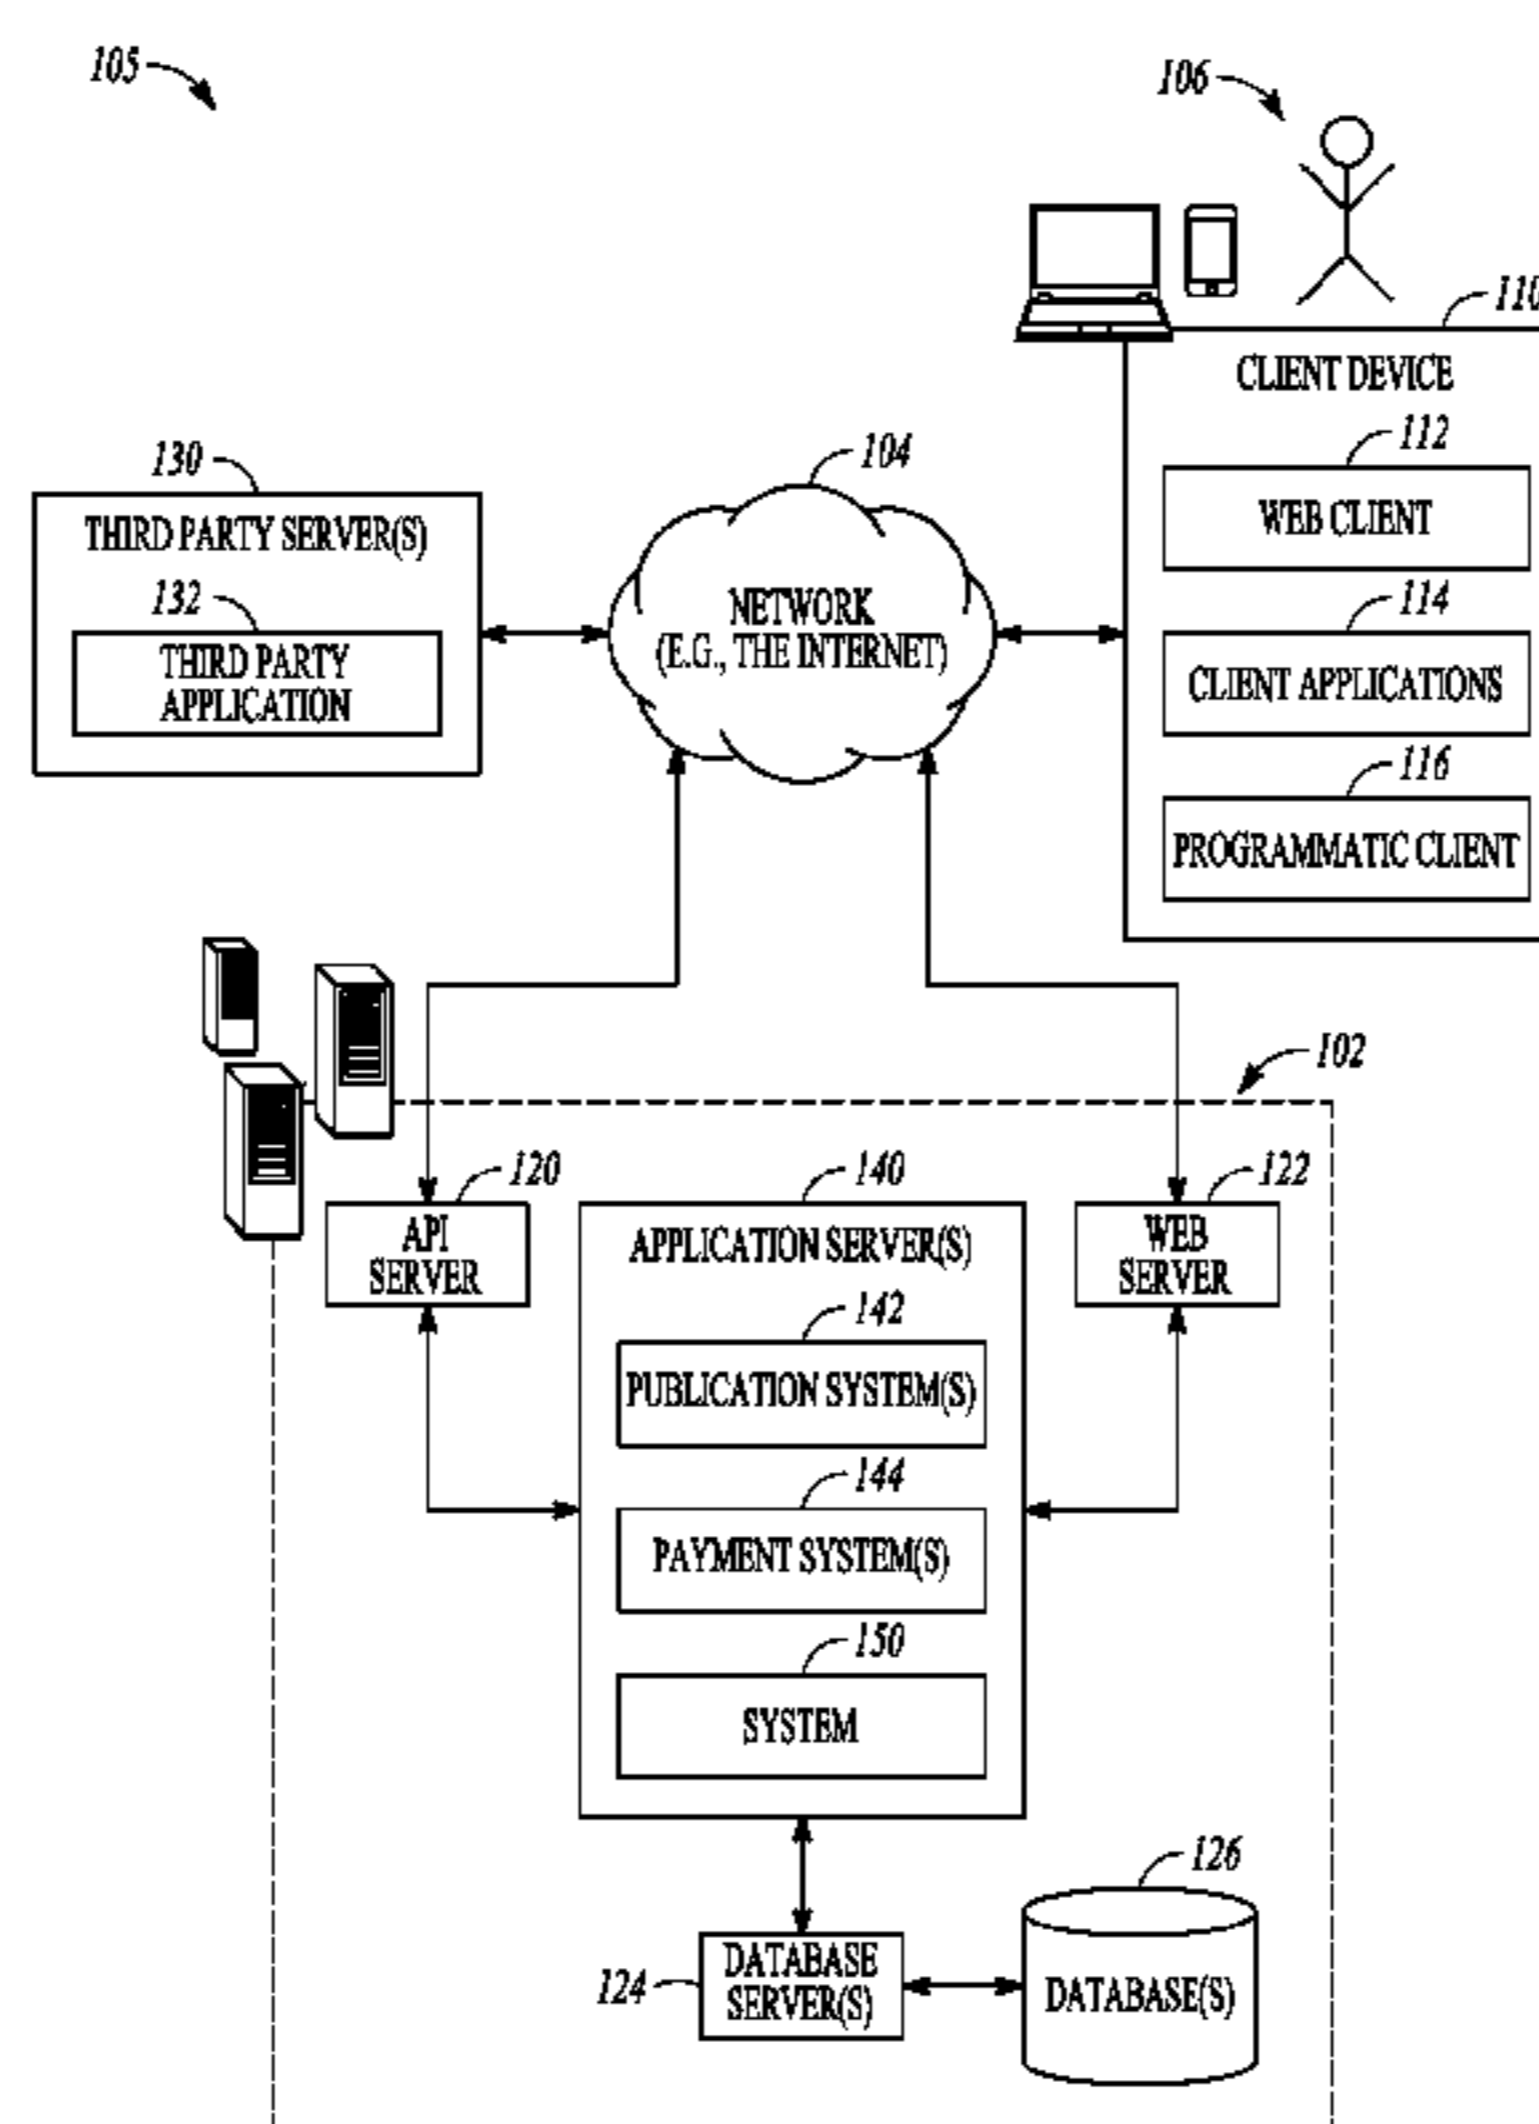 105
106
110
CLIENT DEVICE
112
WEB CLIENT
114
CLIENT APPLICATIONS
116
PROGRAMMATIC CLIENT
130
THIRD PARTY SERVER(S)
132
THIRD PARTY
APPLICATION
104
NETWORK
(E.G., THE INTERNET)
102
120
API
SERVER
140
APPLICATION SERVER(S)
142
PUBLICATION SYSTEM(S)
144
PAYMENT SYSTEM(S)
150
SYSTEM
122
WEB
SERVER
124
DATABASE
SERVER(S)
126
DATABASE(S)